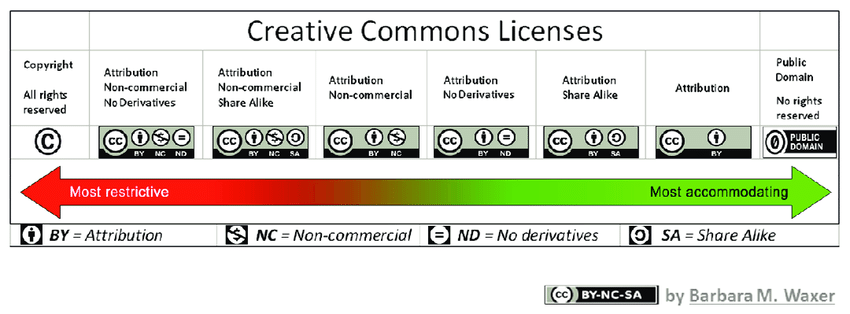 Creative Commons Licenses
Copyright
All rights
reserved
©
Attribution
Non-commercial
No Derivatives
cc BY NC ND
Attribution
Non-commercial
Share Alike
cc BY NC SA
Attribution
Non-commercial
cc BY NC
Attribution
No Derivatives
cc BY ND
Attribution
Share Alike
cc BY SA
Attribution
cc BY
Public
Domain
No rights
reserved
0 PUBLIC
DOMAIN
Most restrictive
Most accommodating
BY = Attribution
NC = Non-commercial
ND = No derivatives
SA = Share Alike
cc BY-NC-SA by Barbara M. Waxer